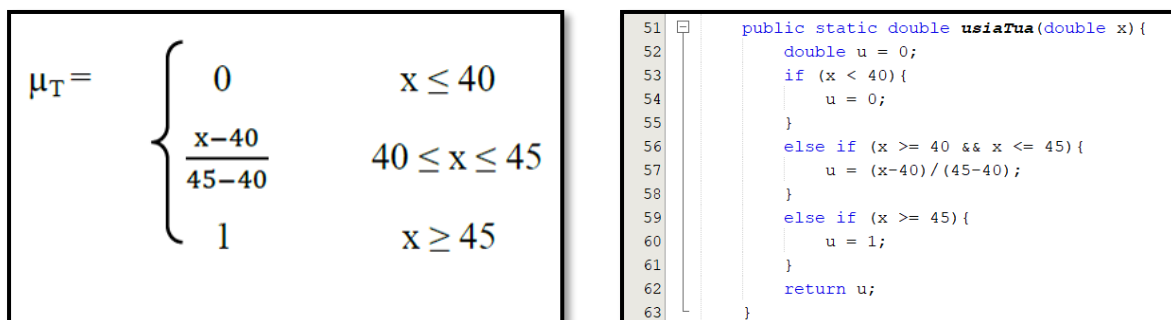 μT= 0 x ≤ 40
x−40
45−40 40 ≤ x ≤ 45
1 x ≥ 45
51 public static double usiaTua(double x){
52 double u = 0;
53 if (x < 40){
54 u = 0;
55 }
56 else if (x >= 40 && x <= 45){
57 u = (x-40)/(45-40);
58 }
59 else if (x >= 45){
60 u = 1;
61 }
62 return u;
63 }